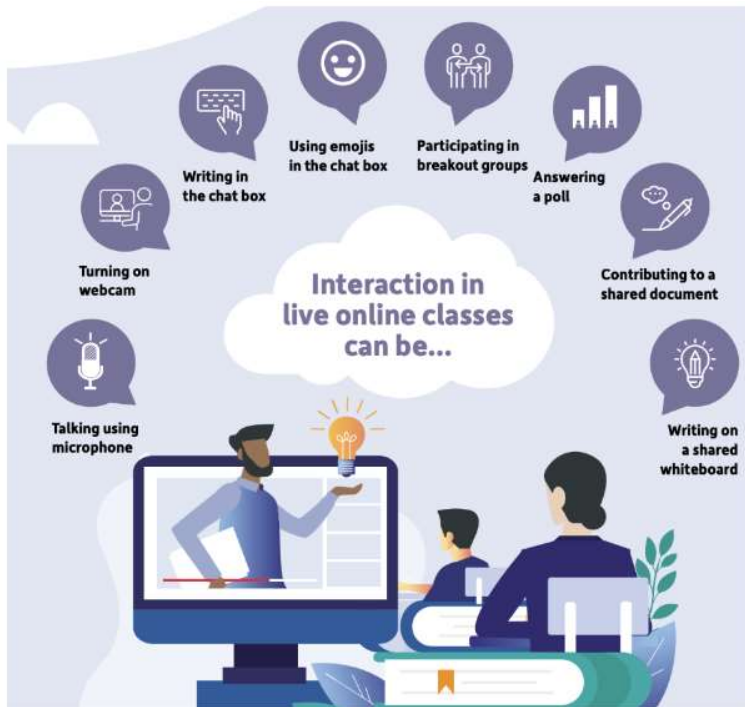 Interaction in
live online classes
can be...
Talking using
microphone
Turning on
webcam
Writing in
the chat box
Using emojis
in the chat box
Participating in
breakout groups
Answering
a poll
Contributing to a
shared document
Writing on
a shared
whiteboard